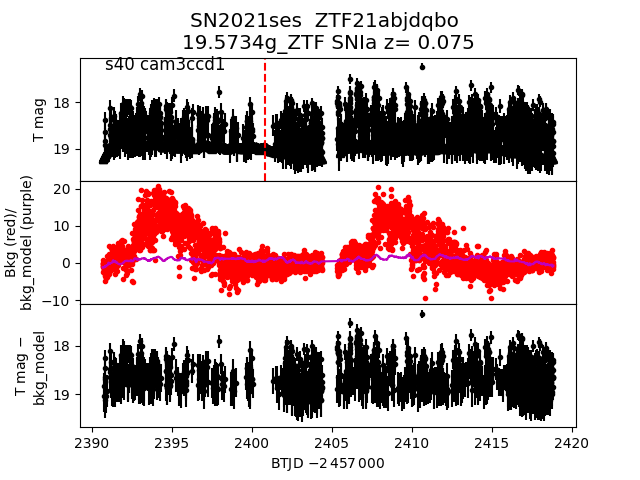 SN2021ses  ZTF21abjdqbo
19.5734g_ZTF SNIa z= 0.075
s40 cam3ccd1
T mag
18
19
Bkg (red)/
bkg_model (purple)
20
10
0
−10
T mag −
bkg_model
18
19
2390 2395 2400 2405 2410 2415 2420
BTJD −2 457 000